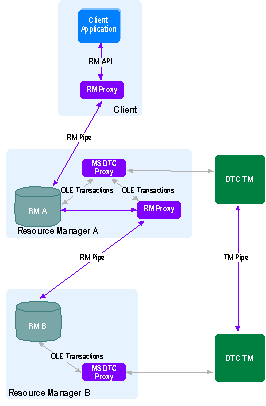 Client
Application
RM API
RM Proxy
Client
RM Pipe
MS DTC
Proxy
DTC TM
OLE Transactions
OLE Transactions
RM A
RM Proxy
Resource Manager A
RM Pipe
TM Pipe
RM B
OLE Transactions
MS DTC
Proxy
DTC TM
Resource Manager B